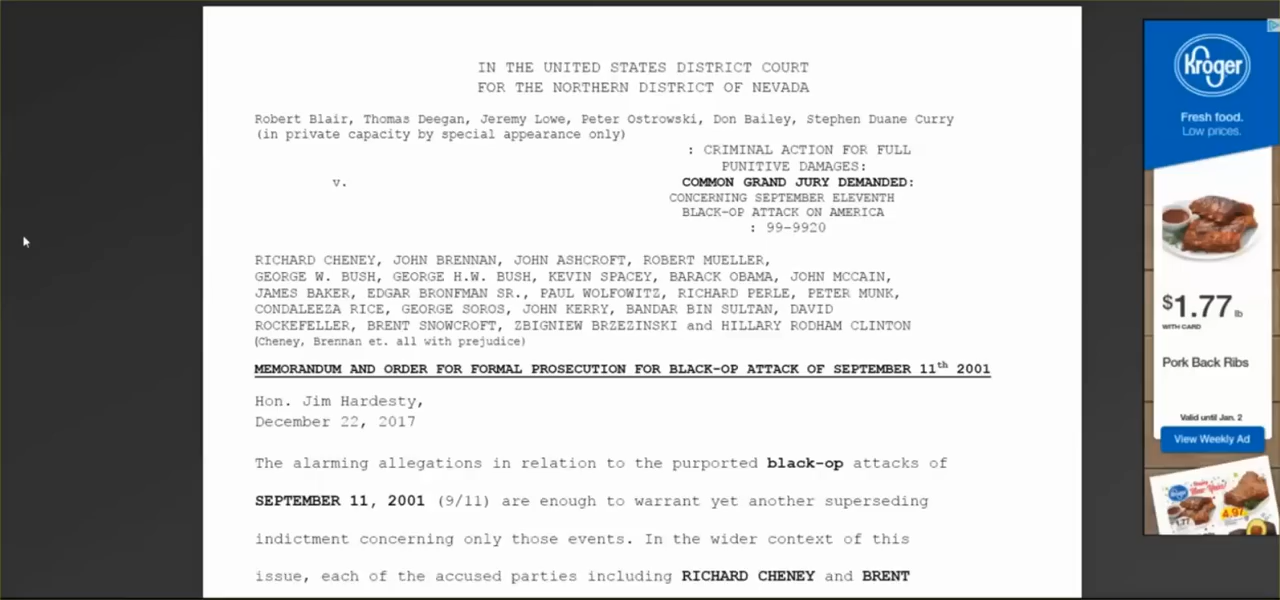 IN THE UNITED STATES DISTRICT COURT
FOR THE NORTHERN DISTRICT OF NEVADA
Robert Blair, Thomas Deegan, Jeremy Lowe, Peter Ostrowski, Don Bailey, Stephen Duane Curry
(in private capacity by special appearance only)
: CRIMINAL ACTION FOR FULL
PUNITIVE DAMAGES:
v.
COMMON GRAND JURY DEMANDED:
CONCERNING SEPTEMBER ELEVENTH
BLACK-OP ATTACK ON AMERICA
: 99-9920
RICHARD CHENEY, JOHN BRENNAN, JOHN ASHCROFT, ROBERT MUELLER,
GEORGE W. BUSH, GEORGE H.W. BUSH, KEVIN SPACEY, BARACK OBAMA, JOHN MCCAIN,
JAMES BAKER, EDGAR BRONFMAN SR., PAUL WOLFOWITZ, RICHARD PERLE, PETER MUNK,
CONDALEEZA RICE, GEORGE SOROS, JOHN KERRY, BANDAR BIN SULTAN, DAVID
ROCKEFELLER, BRENT SNOWCROFT, ZBIGNIEW BRZEZINSKI and HILLARY RODHAM CLINTON
(Cheney, Brennan et. all with prejudice)
MEMORANDUM AND ORDER FOR FORMAL PROSECUTION FOR BLACK-OP ATTACK OF SEPTEMBER 11th 2001
Hon. Jim Hardesty,
December 22, 2017
The alarming allegations in relation to the purported black-op attacks of
SEPTEMBER 11, 2001 (9/11) are enough to warrant yet another superseding
indictment concerning only those events. In the wider context of this
issue, each of the accused parties including RICHARD CHENEY and BRENT
Kroger
Fresh food.
Low prices.
$1.77 lb
WITH CARD
Pork Back Ribs
Valid until Jan. 2
View Weekly Ad
Kroger
1.77
4.97